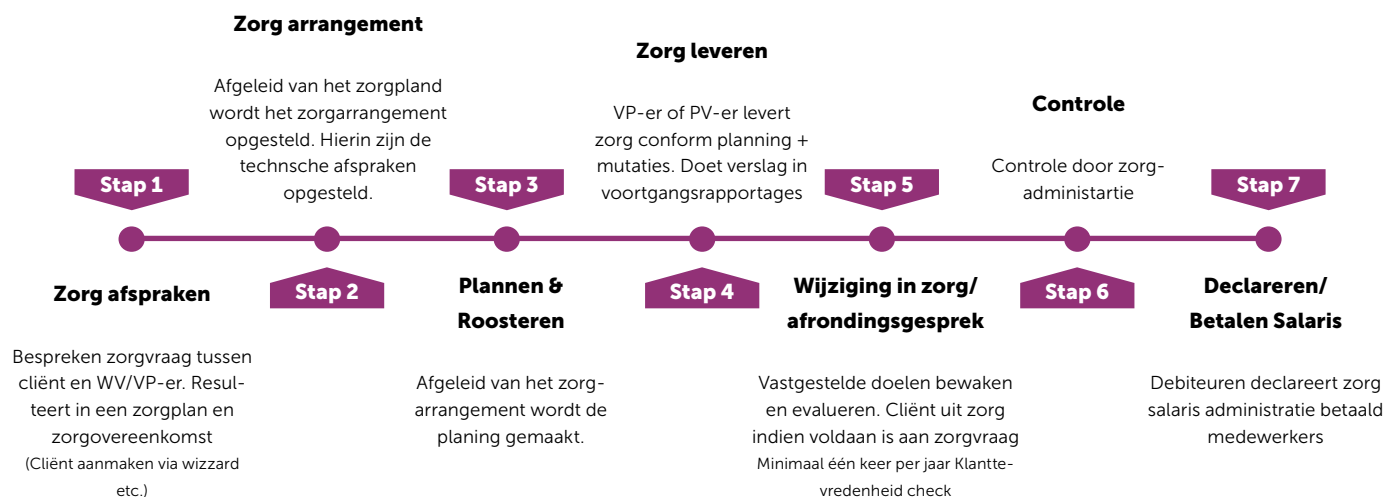 Stap 1
Zorg afspraken
Bespreken zorgvraag tussen
cliënt en WV/VP-er. Resul-
teert in een zorgplan en
zorgovereenkomst
(Cliënt aanmaken via wizzard
etc.)
Zorg arrangement
Afgeleid van het zorgpland
wordt het zorgarrangement
opgesteld. Hierin zijn de
technsche afspraken
opgesteld.
Stap 2
Stap 3
Plannen &
Roosteren
Afgeleid van het zorg-
arrangement wordt de
planing gemaakt.
Zorg leveren
VP-er of PV-er levert
zorg conform planning +
mutaties. Doet verslag in
voortgangsrapportages
Stap 4
Stap 5
Wijziging in zorg/
afrondingsgesprek
Vastgestelde doelen bewaken
en evalueren. Cliënt uit zorg
indien voldaan is aan zorgvraag
Minimaal één keer per jaar Klantte-
vredenheid check
Controle
Controle door zorg-
administartie
Stap 6
Stap 7
Declareren/
Betalen Salaris
Debiteuren declareert zorg
salaris administratie betaald
medewerkers